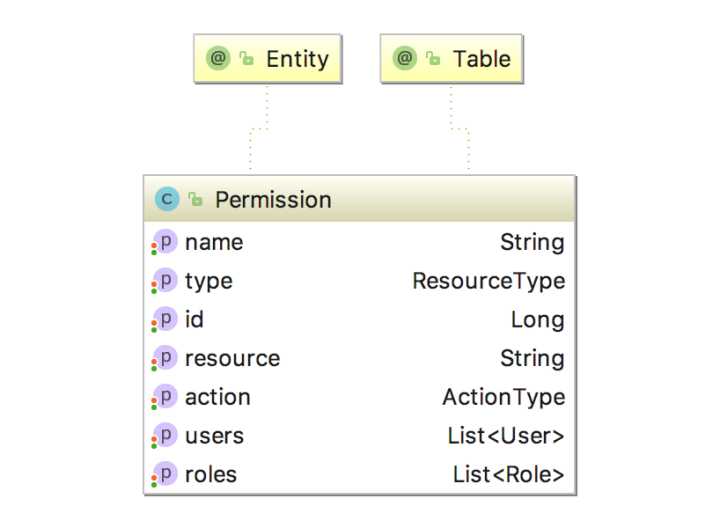 @ Entity
@ Table
C Permission
p name String
p type ResourceType
p id Long
p resource String
p action ActionType
p users List<User>
p roles List<Role>